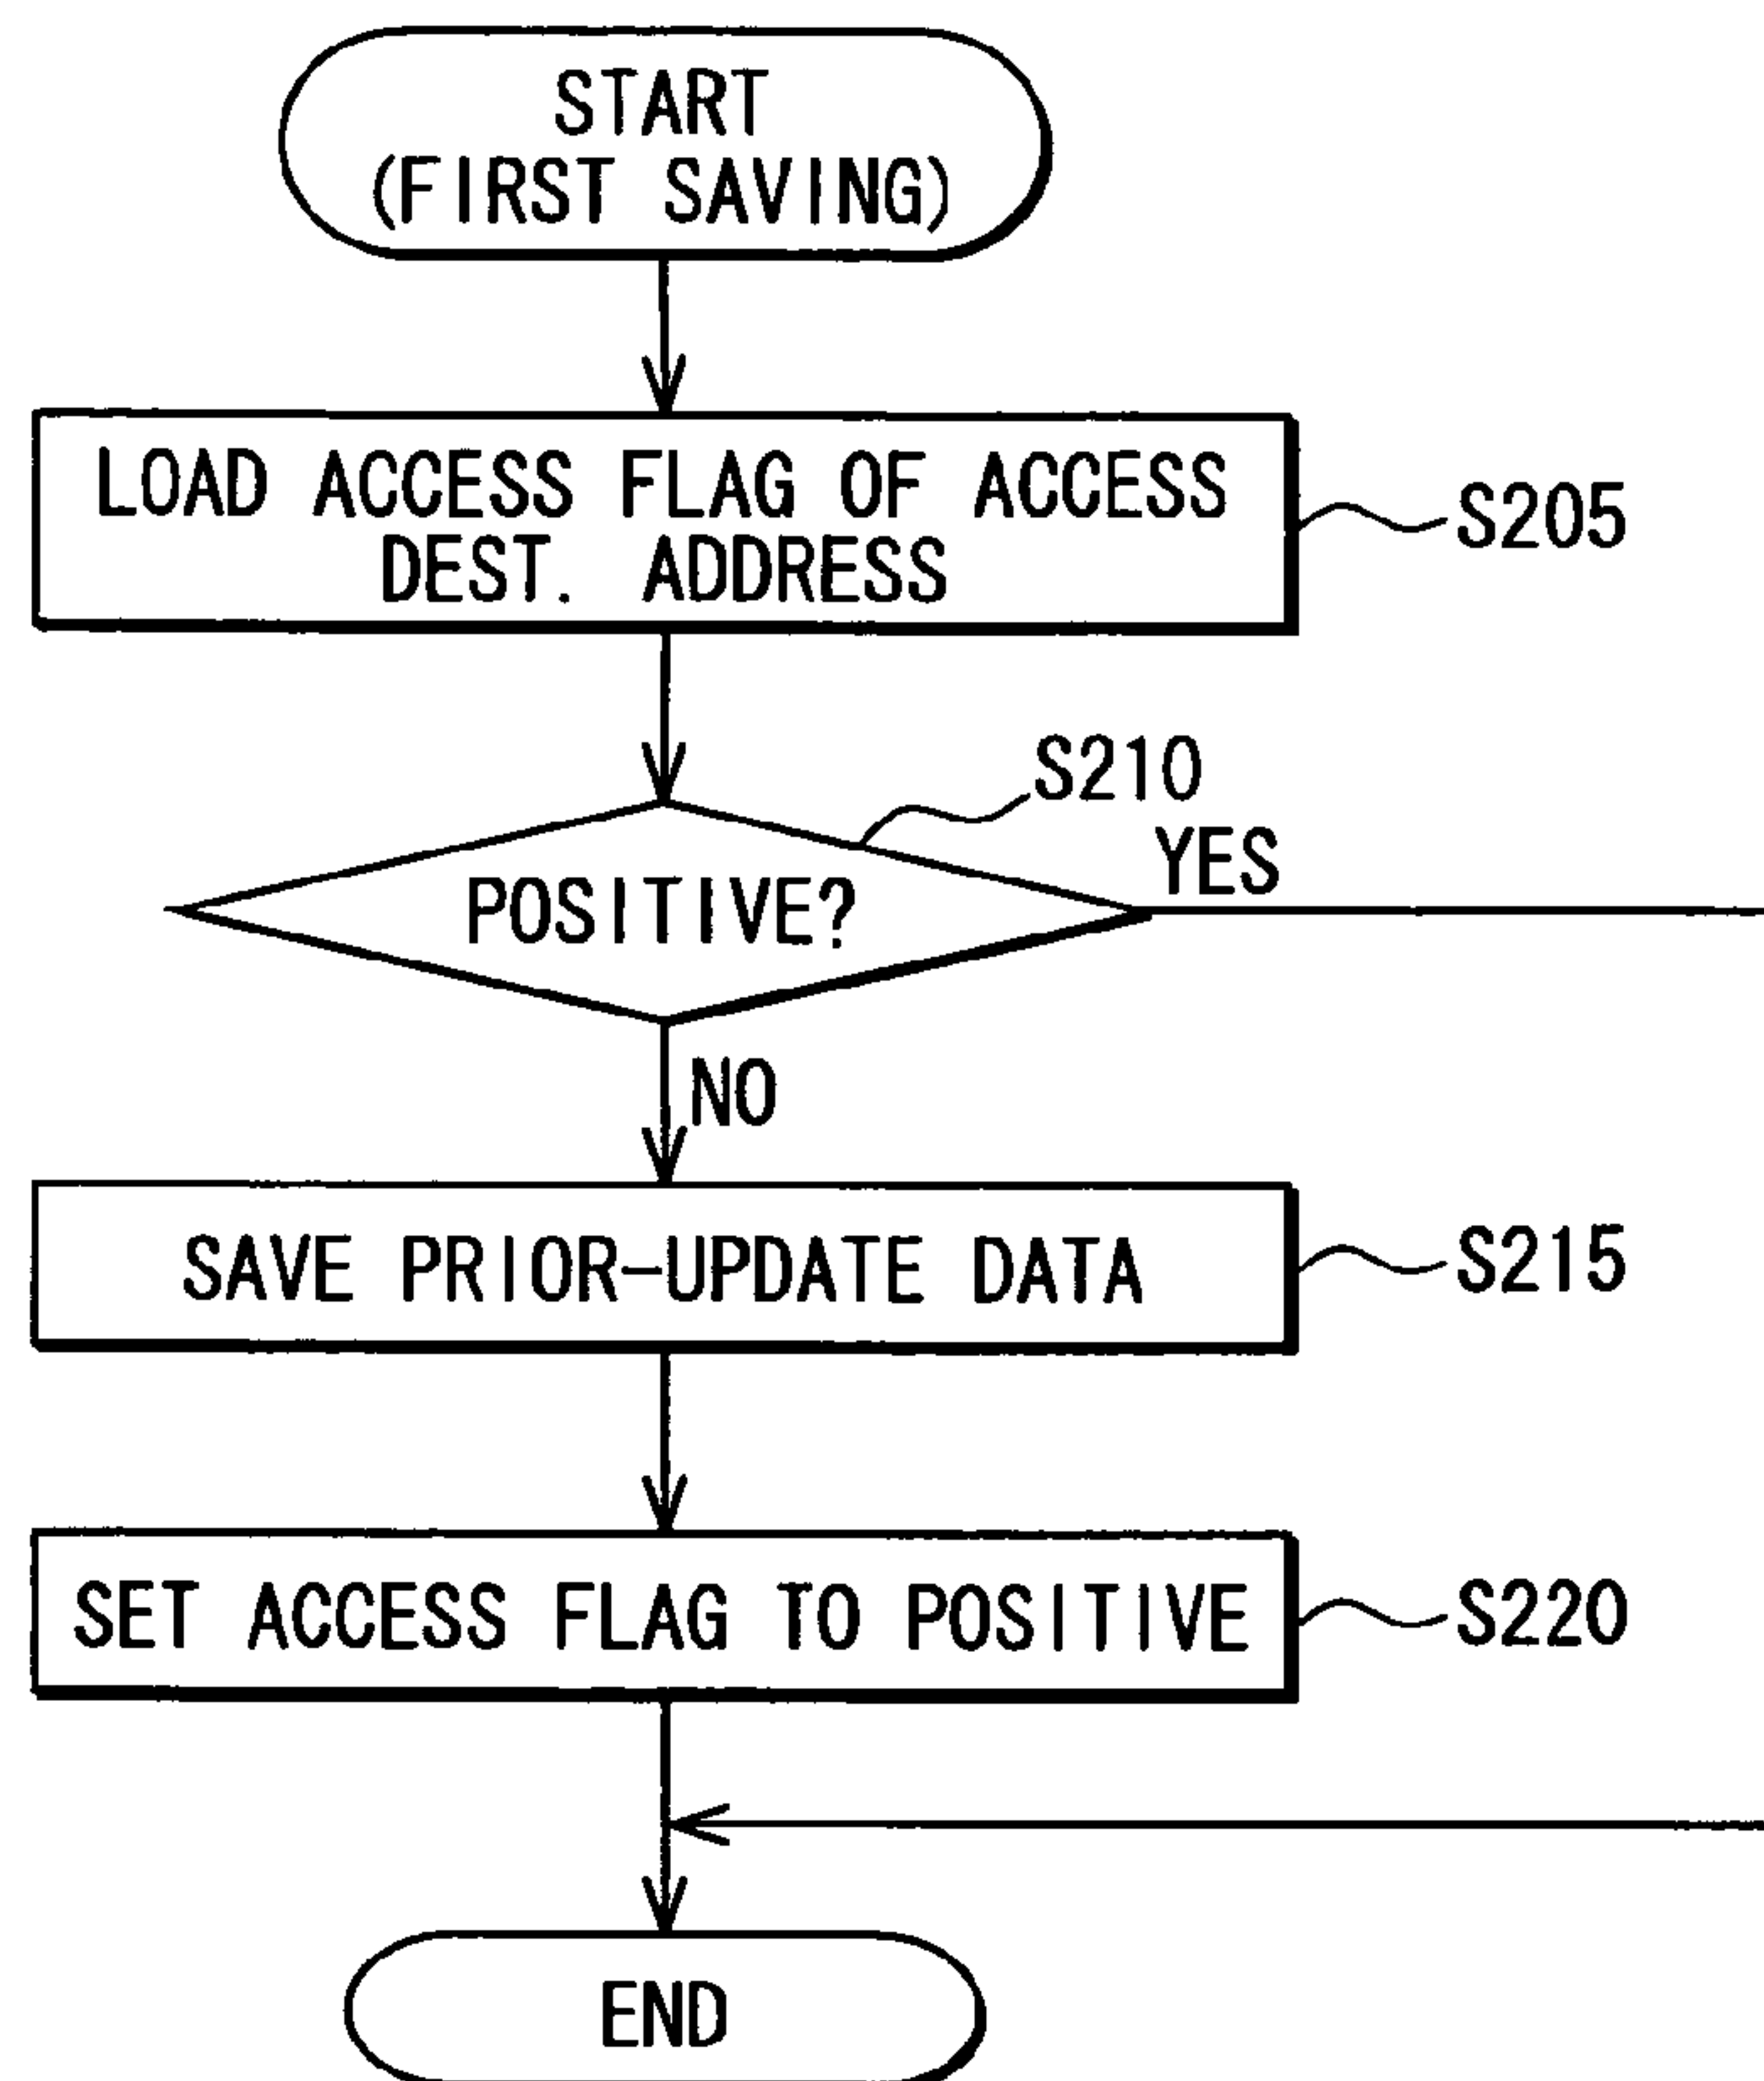 START
(FIRST SAVING)
LOAD ACCESS FLAG OF ACCESS
DEST. ADDRESS
S205
S210
YES
POSITIVE?
NO
SAVE PRIOR-UPDATE DATA
S215
SET ACCESS FLAG TO POSITIVE
S220
END